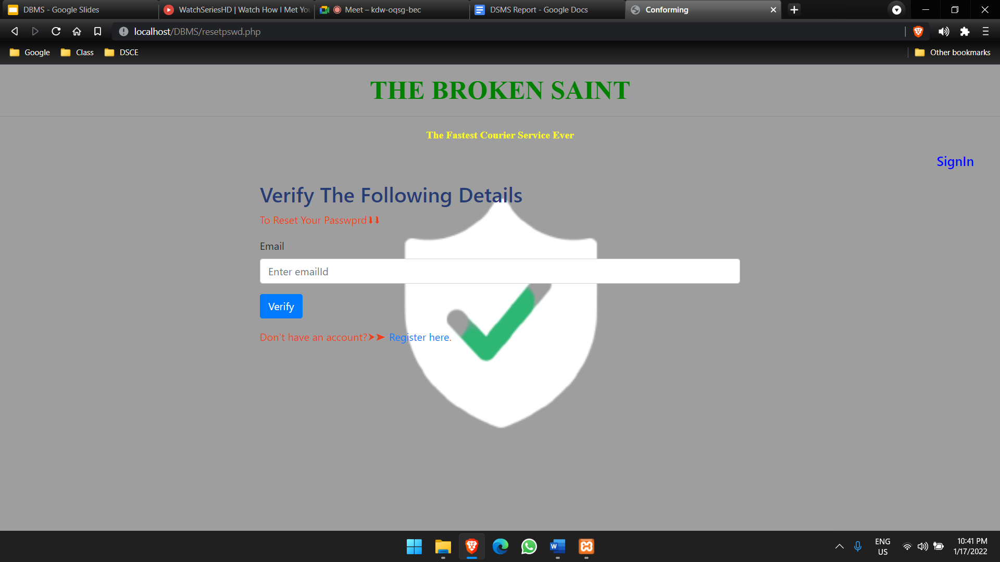 DBMS - Google Slides
WatchSeriesHD | Watch How I Met You
Meet – kdw-oqsg-bec
DSMS Report - Google Docs
Conforming
localhost/DBMS/resetpswd.php
Google
Class
DSCE
Other bookmarks
THE BROKEN SAINT
The Fastest Courier Service Ever
SignIn
Verify The Following Details
To Reset Your Passwprd⬇⬇
Email
Enter emailId
Verify
Don't have an account?➤➤ Register here.
ENG
US
10:41 PM
1/17/2022